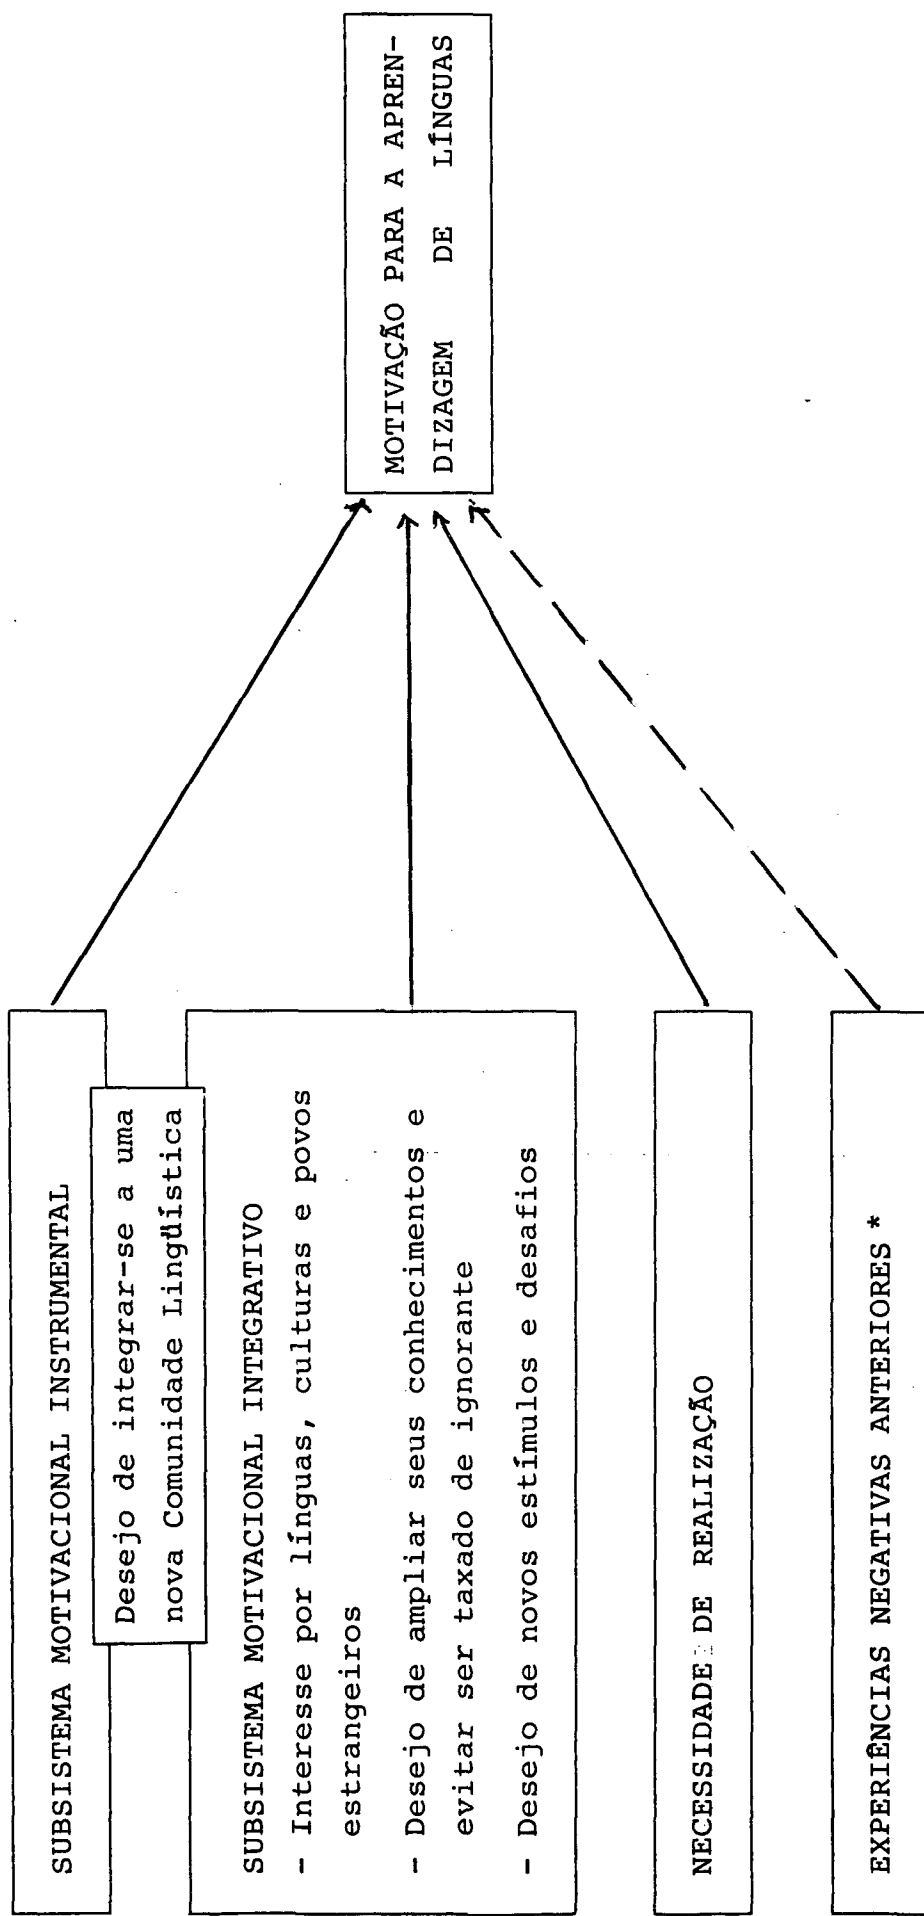 SUBSISTEMA MOTIVACIONAL INSTRUMENTAL
Desejo de integrar-se a uma
nova Comunidade Lingüística
SUBSISTEMA MOTIVACIONAL INTEGRATIVO
- Interesse por línguas, culturas e povos
estrangeiros
- Desejo de ampliar seus conhecimentos e
evitar ser taxado de ignorante
- Desejo de novos estímulos e desafios
NECESSIDADE DE REALIZAÇÃO
EXPERIÊNCIAS NEGATIVAS ANTERIORES *
MOTIVAÇÃO PARA A APREN-
DIZAGEM DE LÍNGUAS